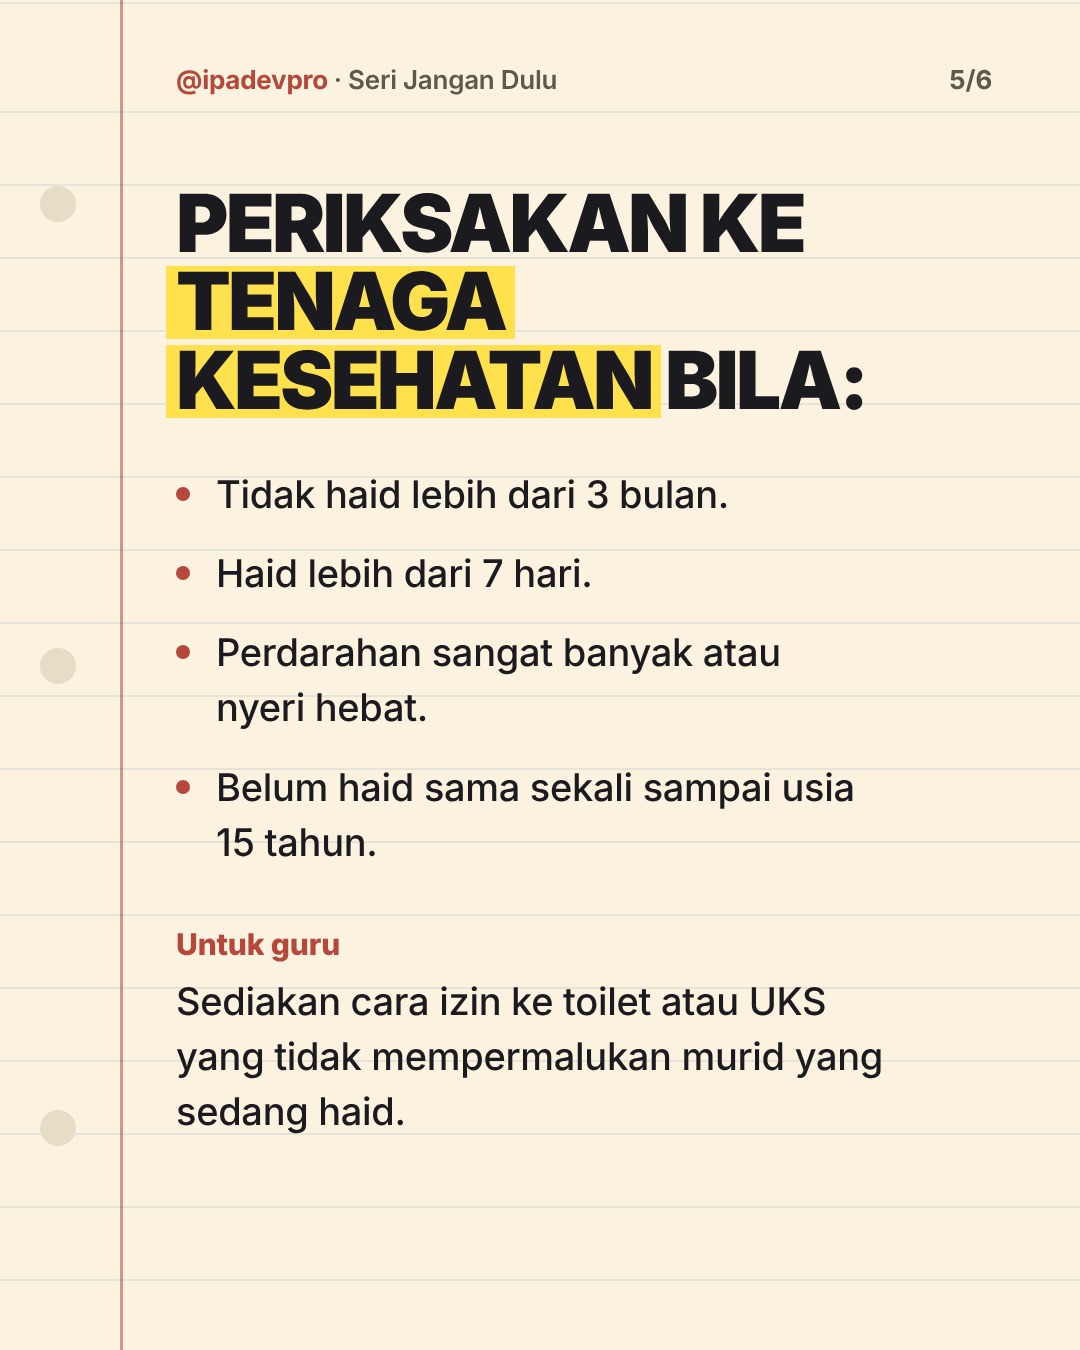 @ipadevpro · Seri Jangan Dulu
5/6
PERIKSAKAN KE
TENAGA
KESEHATAN BILA:
• Tidak haid lebih dari 3 bulan.
• Haid lebih dari 7 hari.
• Perdarahan sangat banyak atau
nyeri hebat.
• Belum haid sama sekali sampai usia
15 tahun.
Untuk guru
Sediakan cara izin ke toilet atau UKS
yang tidak mempermalukan murid yang
sedang haid.